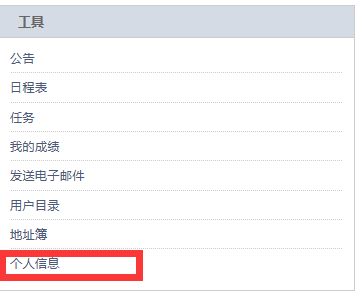 工具
公告
日程表
任务
我的成绩
发送电子邮件
用户目录
地址簿
个人信息